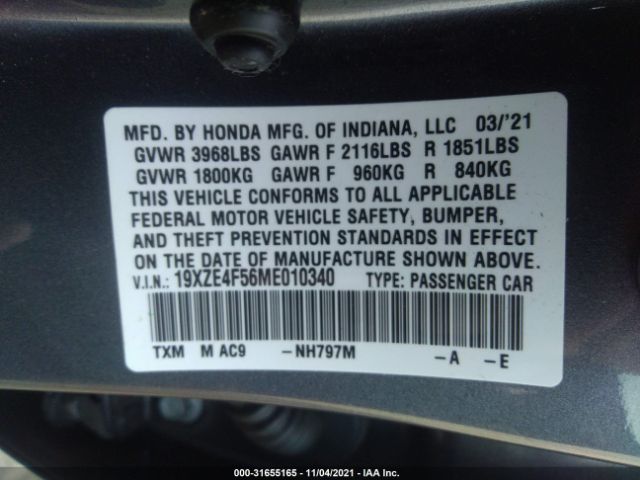 MFD. BY HONDA MFG. OF INDIANA, LLC 03/'21
GVWR 3968LBS GAWR F 2116LBS R 1851LBS
GVWR 1800KG GAWR F 960KG R 840KG
THIS VEHICLE CONFORMS TO ALL APPLICABLE
FEDERAL MOTOR VEHICLE SAFETY, BUMPER,
AND THEFT PREVENTION STANDARDS IN EFFECT
ON THE DATE OF MANUFACTURE SHOWN ABOVE.
V.I.N.: 19XZE4F56ME010340 TYPE: PASSENGER CAR
TXM M AC9 -NH797M -A -E
000-31655165 - 11/04/2021 - IAA Inc.